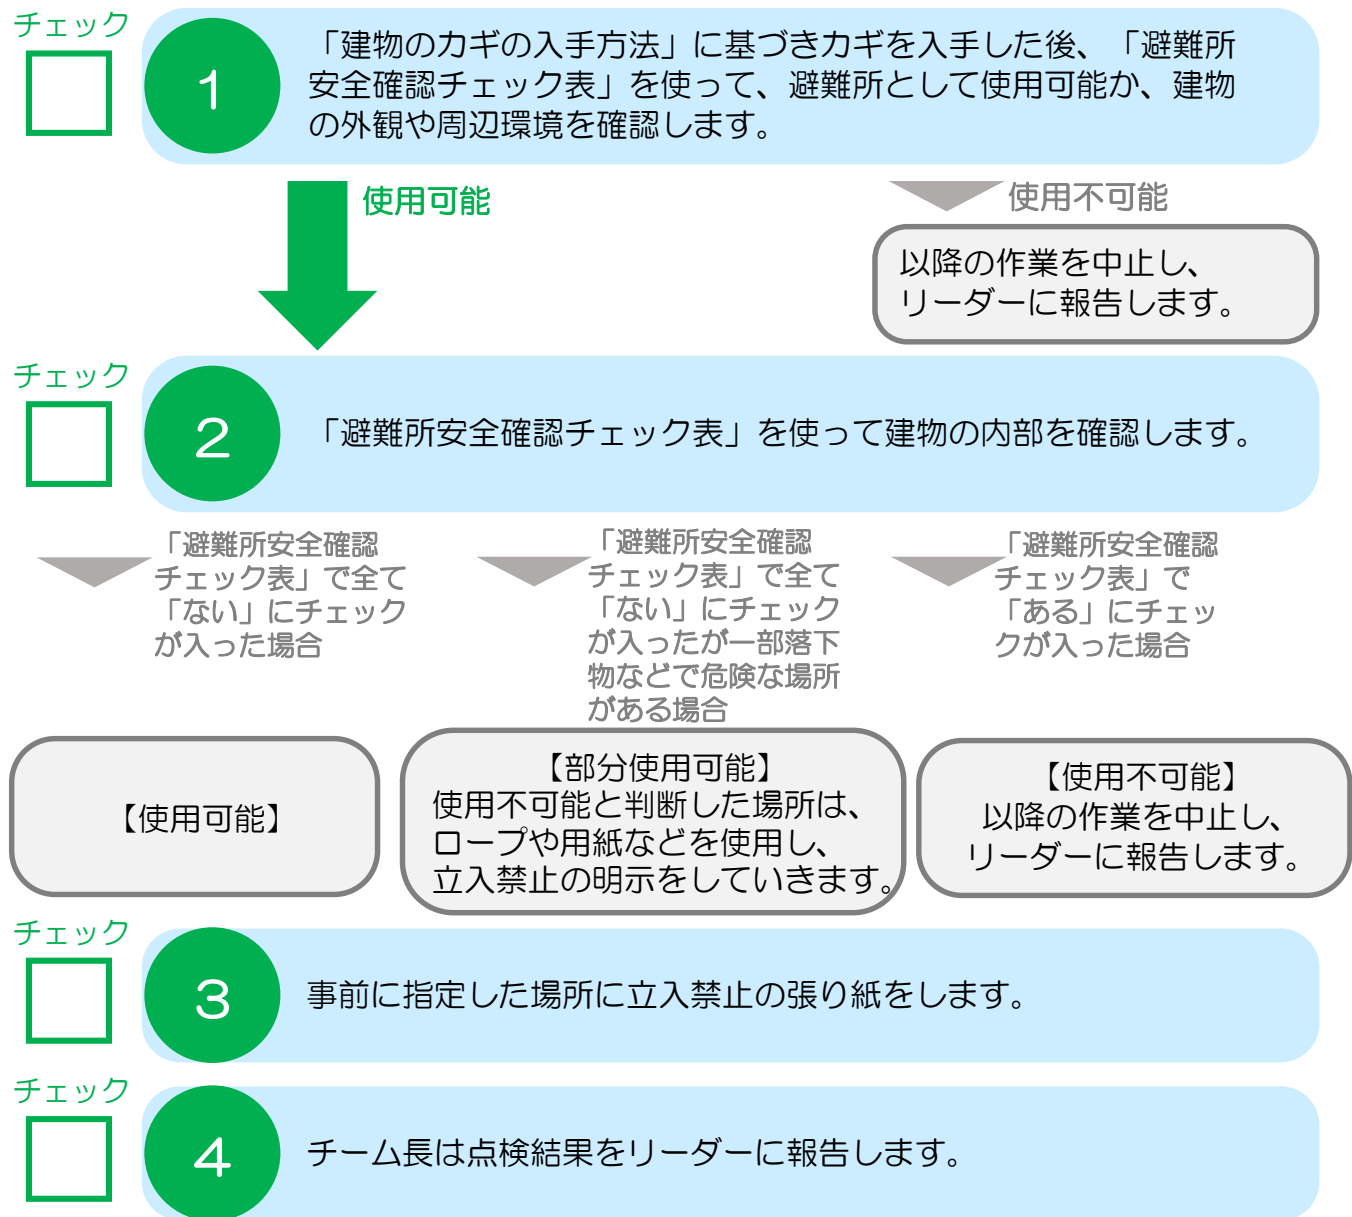 チェック
1
「建物のカギの入手方法」に基づきカギを入手した後、「避難所
安全確認チェック表」を使って、避難所として使用可能か、建物
の外観や周辺環境を確認します。
使用可能
使用不可能
以降の作業を中止し、
リーダーに報告します。
チェック
2
「避難所安全確認チェック表」を使って建物の内部を確認します。
「避難所安全確認
チェック表」で全て
「ない」にチェック
が入った場合
「避難所安全確認
チェック表」で全て
「ない」にチェック
が入ったが一部落下
物などで危険な場所
がある場合
「避難所安全確認
チェック表」で
「ある」にチェッ
クが入った場合
【使用可能】
【部分使用可能】
使用不可能と判断した場所は、
ロープや用紙などを使用し、
立入禁止の明示をしていきます。
【使用不可能】
以降の作業を中止し、
リーダーに報告します。
チェック
3
事前に指定した場所に立入禁止の張り紙をします。
チェック
4
チーム長は点検結果をリーダーに報告します。